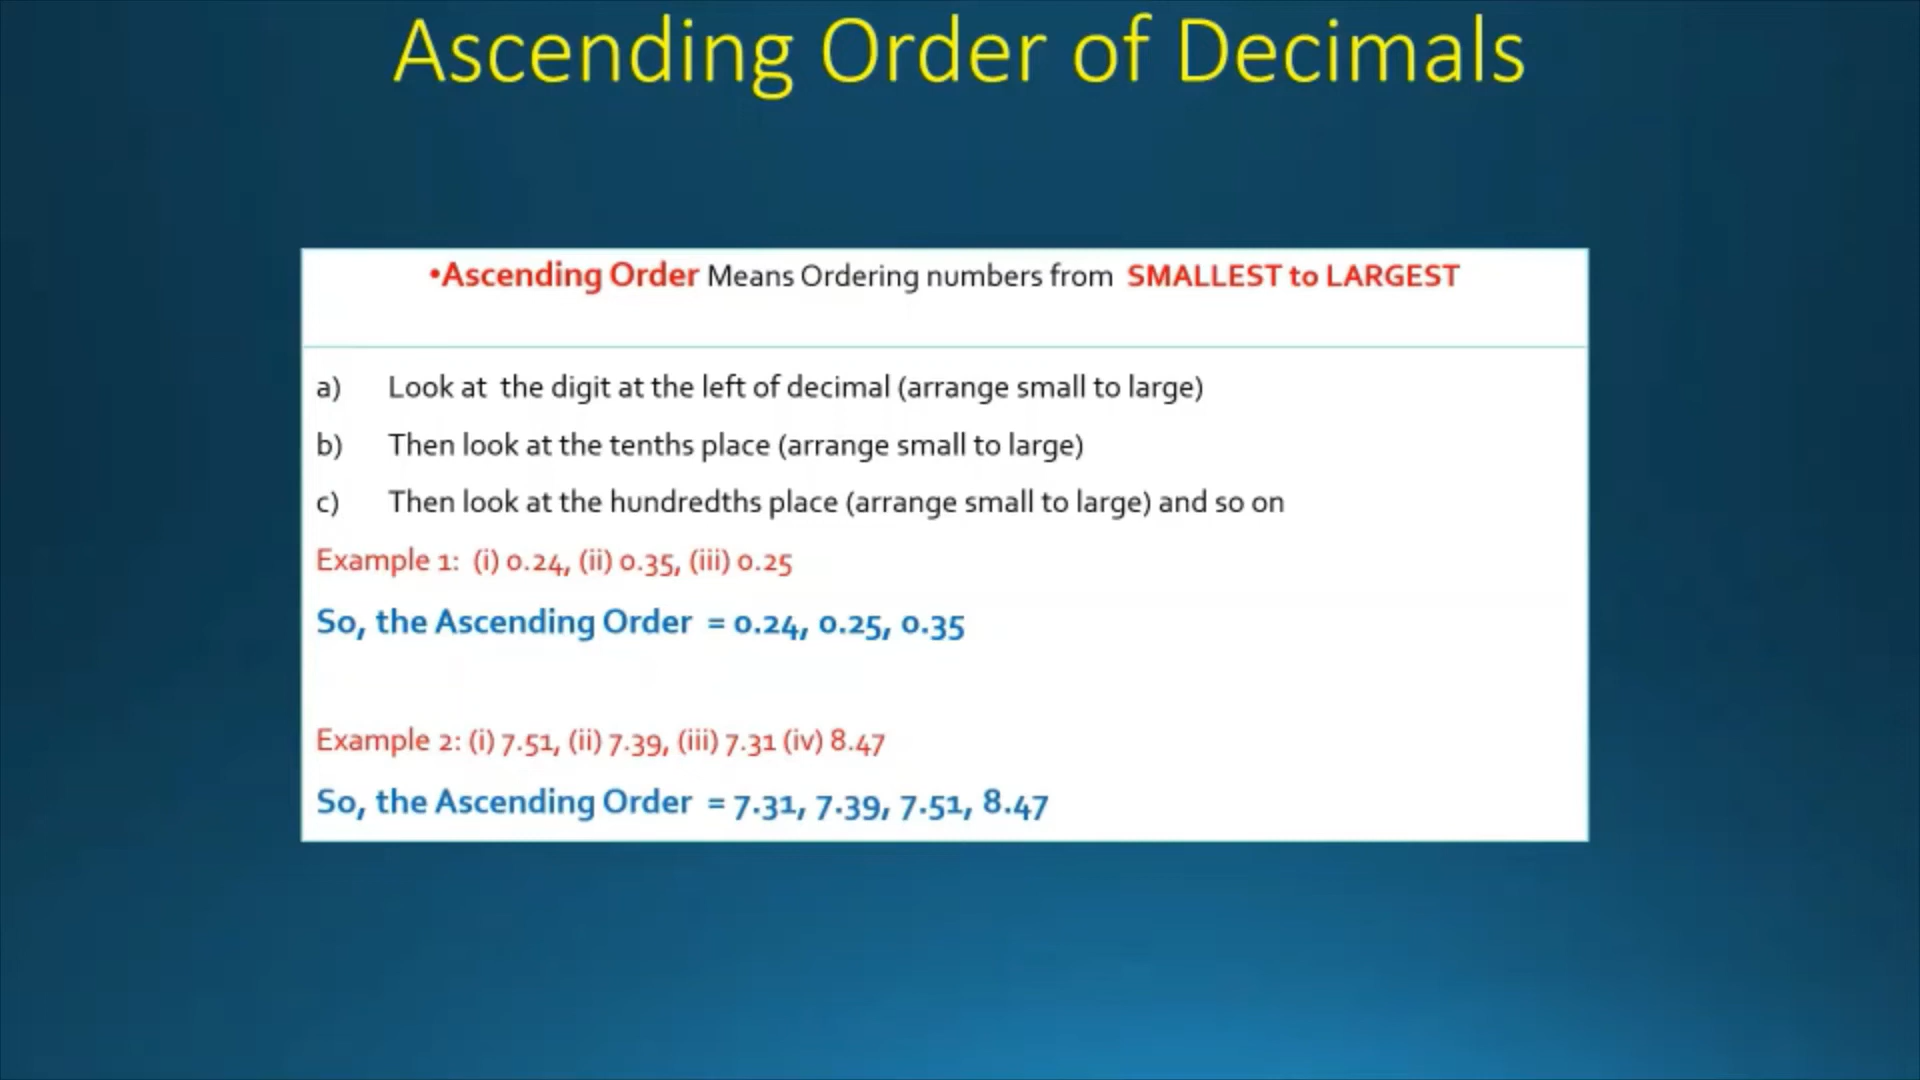 Ascending Order of Decimals
•Ascending Order Means Ordering numbers from SMALLEST to LARGEST
a) Look at the digit at the left of decimal (arrange small to large)
b) Then look at the tenths place (arrange small to large)
c) Then look at the hundredths place (arrange small to large) and so on
Example 1: (i) 0.24, (ii) 0.35, (iii) 0.25
So, the Ascending Order = 0.24, 0.25, 0.35
Example 2: (i) 7.51, (ii) 7.39, (iii) 7.31 (iv) 8.47
So, the Ascending Order = 7.31, 7.39, 7.51, 8.47